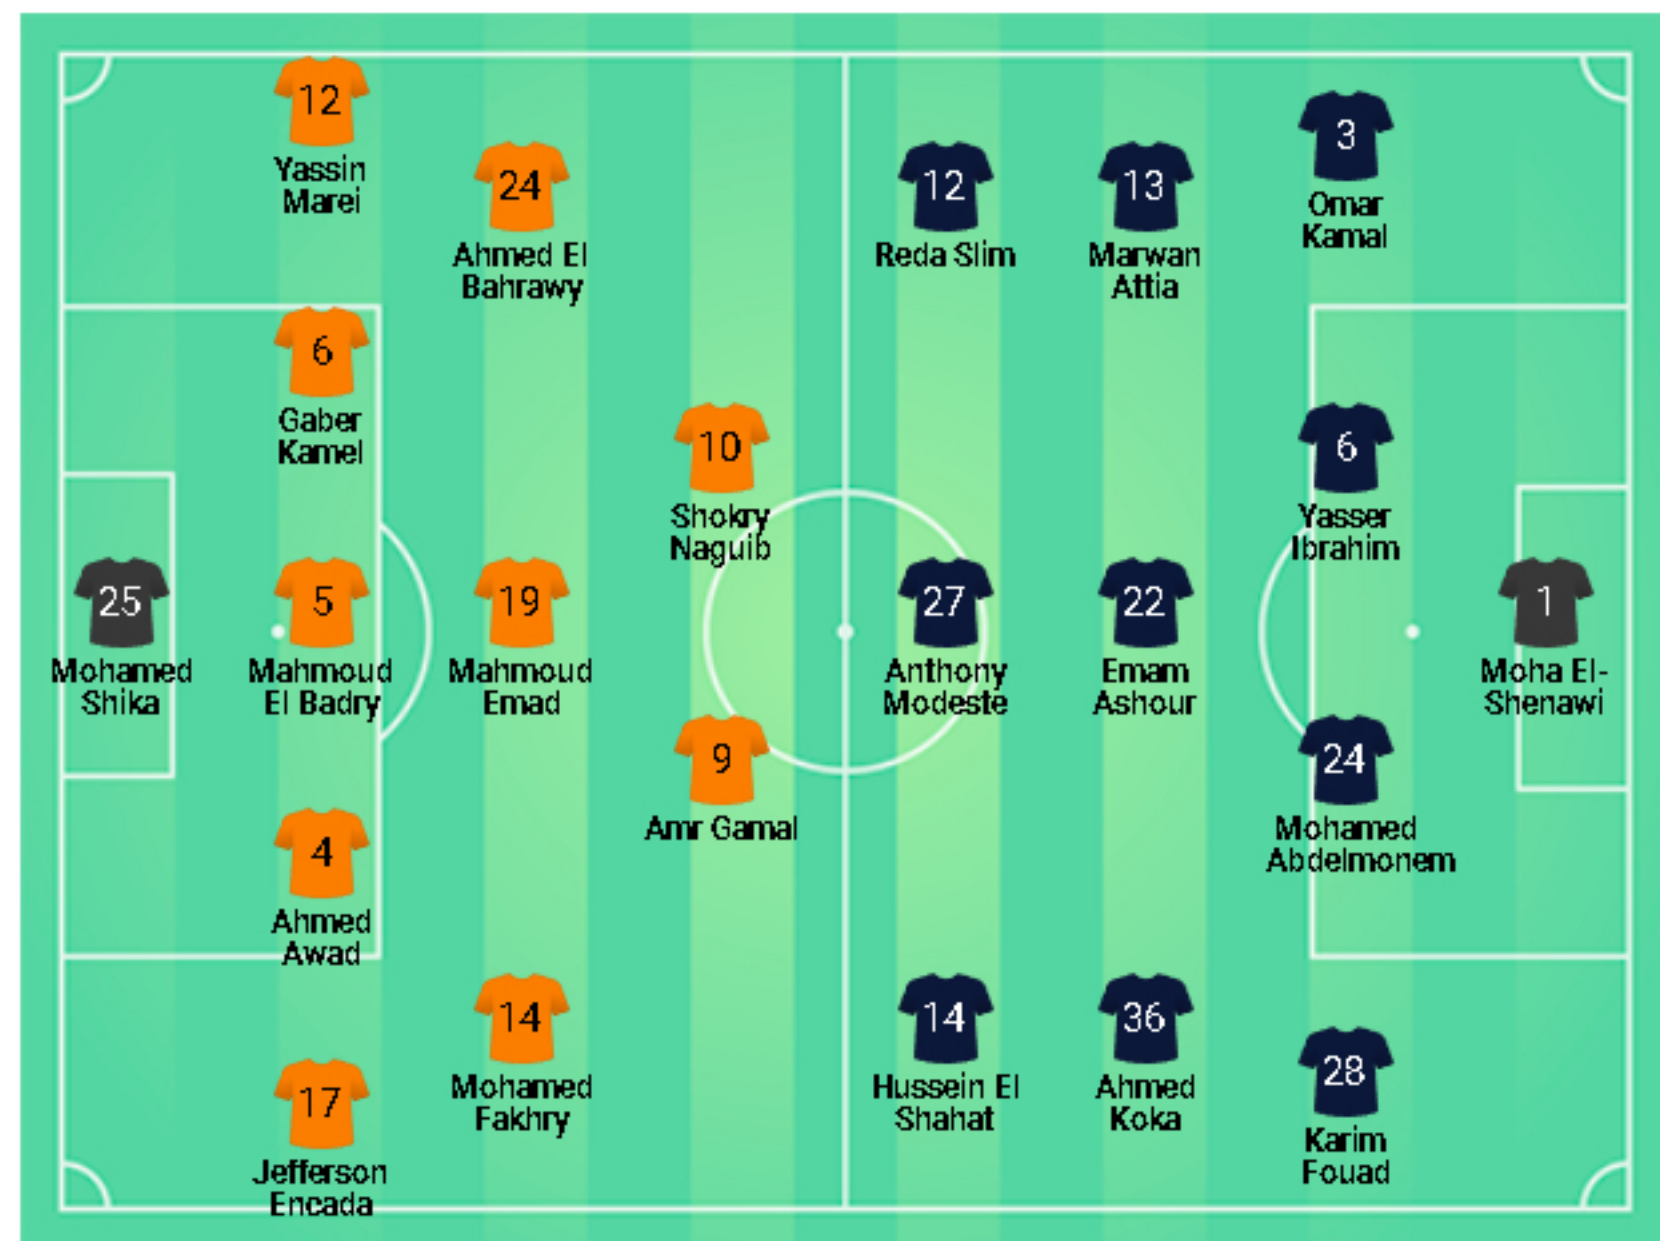 12
Yassin
Marei
24
Ahmed El
Bahrawy
6
Gaber
Kamel
10
Shokry
Naguib
25
Mohamed
Shika
5
Mahmoud
El Badry
19
Mahmoud
Emad
9
Amr Gamal
4
Ahmed
Awad
14
Mohamed
Fakhry
17
Jefferson
Encada
12
Reda Slim
13
Marwan
Attia
3
Omar
Kamal
6
Yasser
Ibrahim
27
Anthony
Modeste
22
Emam
Ashour
1
Moha El-
Shenawi
24
Mohamed
Abdelmonem
14
Hussein El
Shahat
36
Ahmed
Koka
28
Karim
Fouad